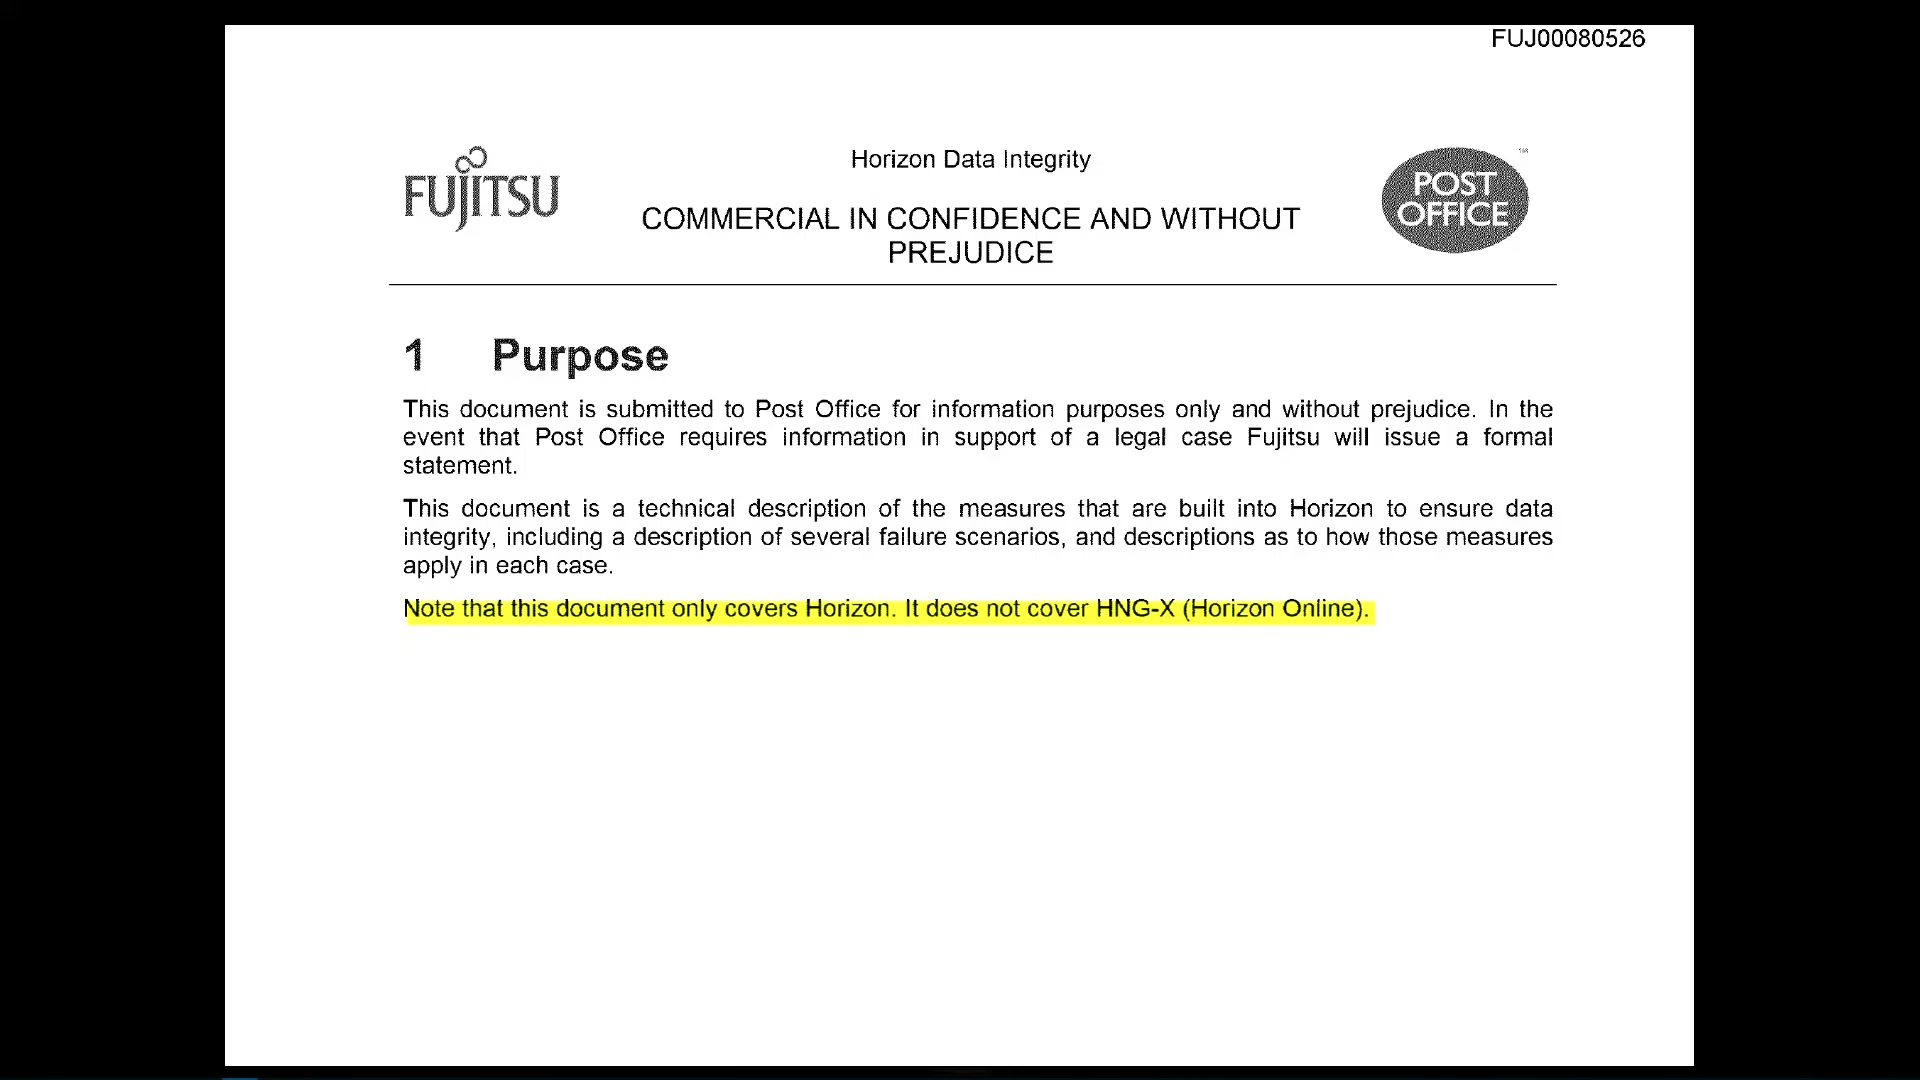 FUJ00080526
FUJITSU
Horizon Data Integrity
COMMERCIAL IN CONFIDENCE AND WITHOUT
PREJUDICE
POST
OFFICE
1 Purpose
This document is submitted to Post Office for information purposes only and without prejudice. In the
event that Post Office requires information in support of a legal case Fujitsu will issue a formal
statement.
This document is a technical description of the measures that are built into Horizon to ensure data
integrity, including a description of several failure scenarios, and descriptions as to how those measures
apply in each case.
Note that this document only covers Horizon. It does not cover HNG-X (Horizon Online).